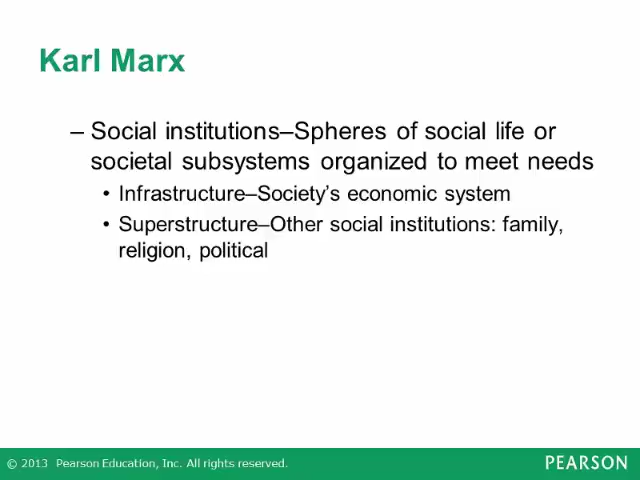 Karl Marx
– Social institutions–Spheres of social life or
societal subsystems organized to meet needs
• Infrastructure–Society’s economic system
• Superstructure–Other social institutions: family,
religion, political
© 2013 Pearson Education, Inc. All rights reserved.
PEARSON